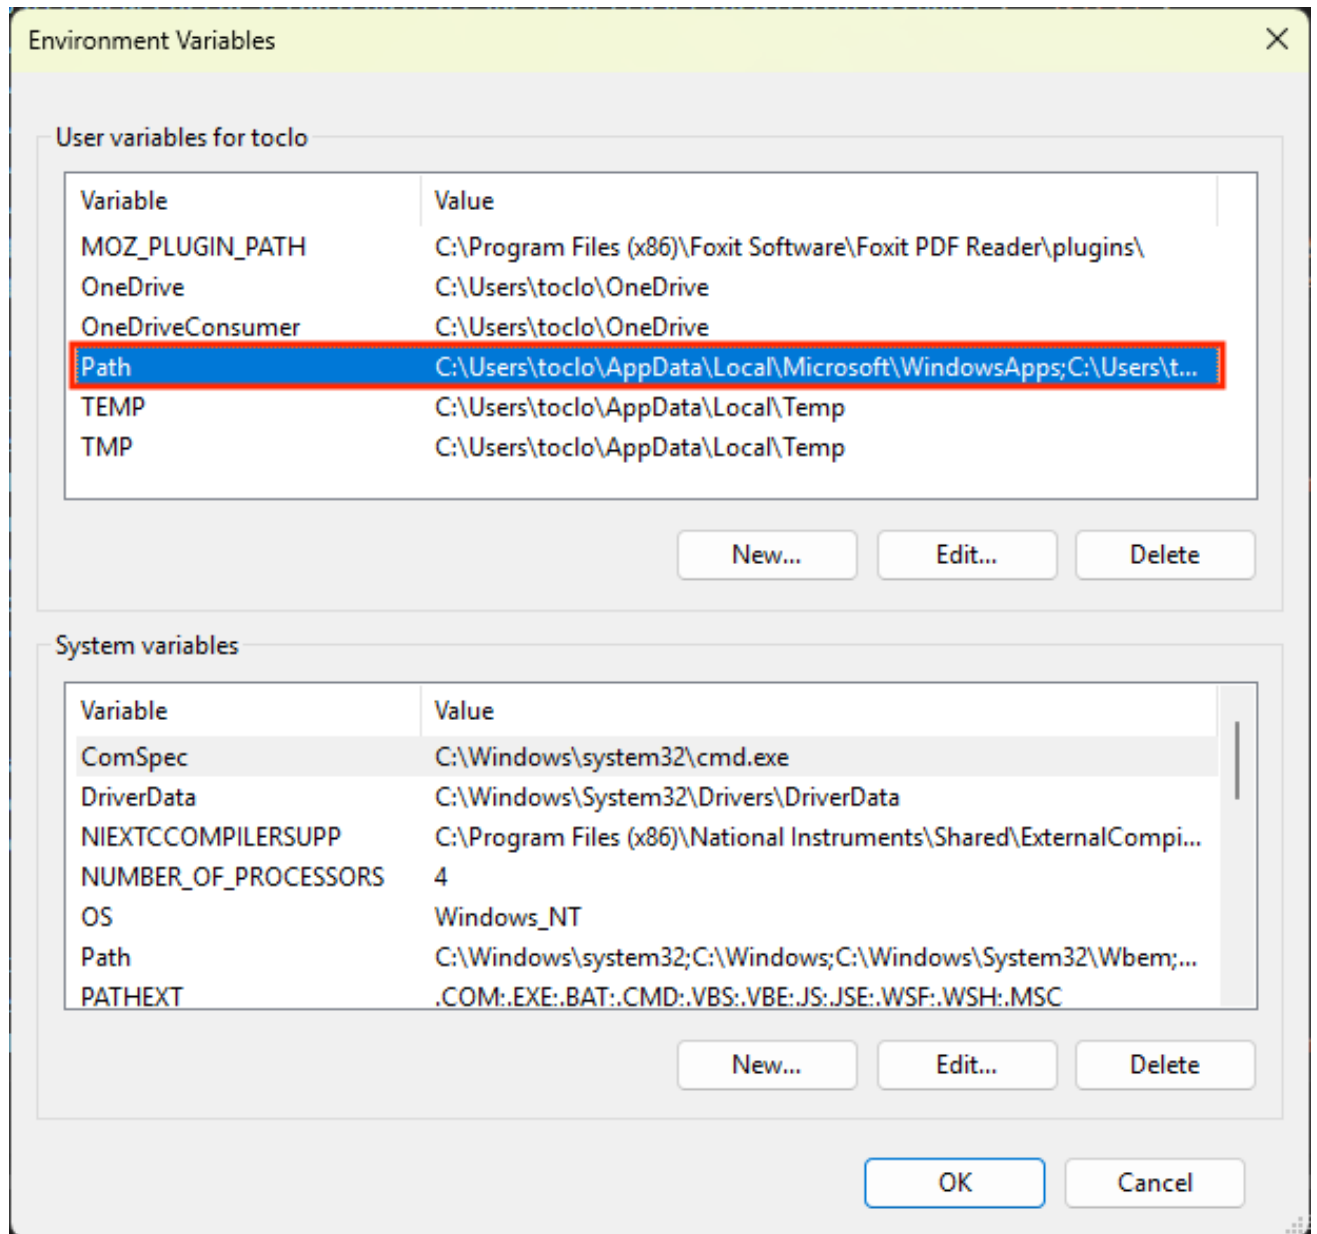 Environment Variables
User variables for toclo
Variable Value
MOZ_PLUGIN_PATH C:\Program Files (x86)\Foxit Software\Foxit PDF Reader\plugins\
OneDrive C:\Users\toclo\OneDrive
OneDriveConsumer C:\Users\toclo\OneDrive
Path C:\Users\toclo\AppData\Local\Microsoft\WindowsApps;C:\Users\t...
TEMP C:\Users\toclo\AppData\Local\Temp
TMP C:\Users\toclo\AppData\Local\Temp
New... Edit... Delete
System variables
Variable Value
ComSpec C:\Windows\system32\cmd.exe
DriverData C:\Windows\System32\Drivers\DriverData
NIEXTCCOMPILERSUPP C:\Program Files (x86)\National Instruments\Shared\ExternalCompi...
NUMBER_OF_PROCESSORS 4
OS Windows_NT
Path C:\Windows\system32;C:\Windows;C:\Windows\System32\Wbem;...
PATHEXT .COM;.EXE;.BAT;.CMD;.VBS;.VBE;.JS;.JSE;.WSF;.WSH;.MSC
New... Edit... Delete
OK Cancel